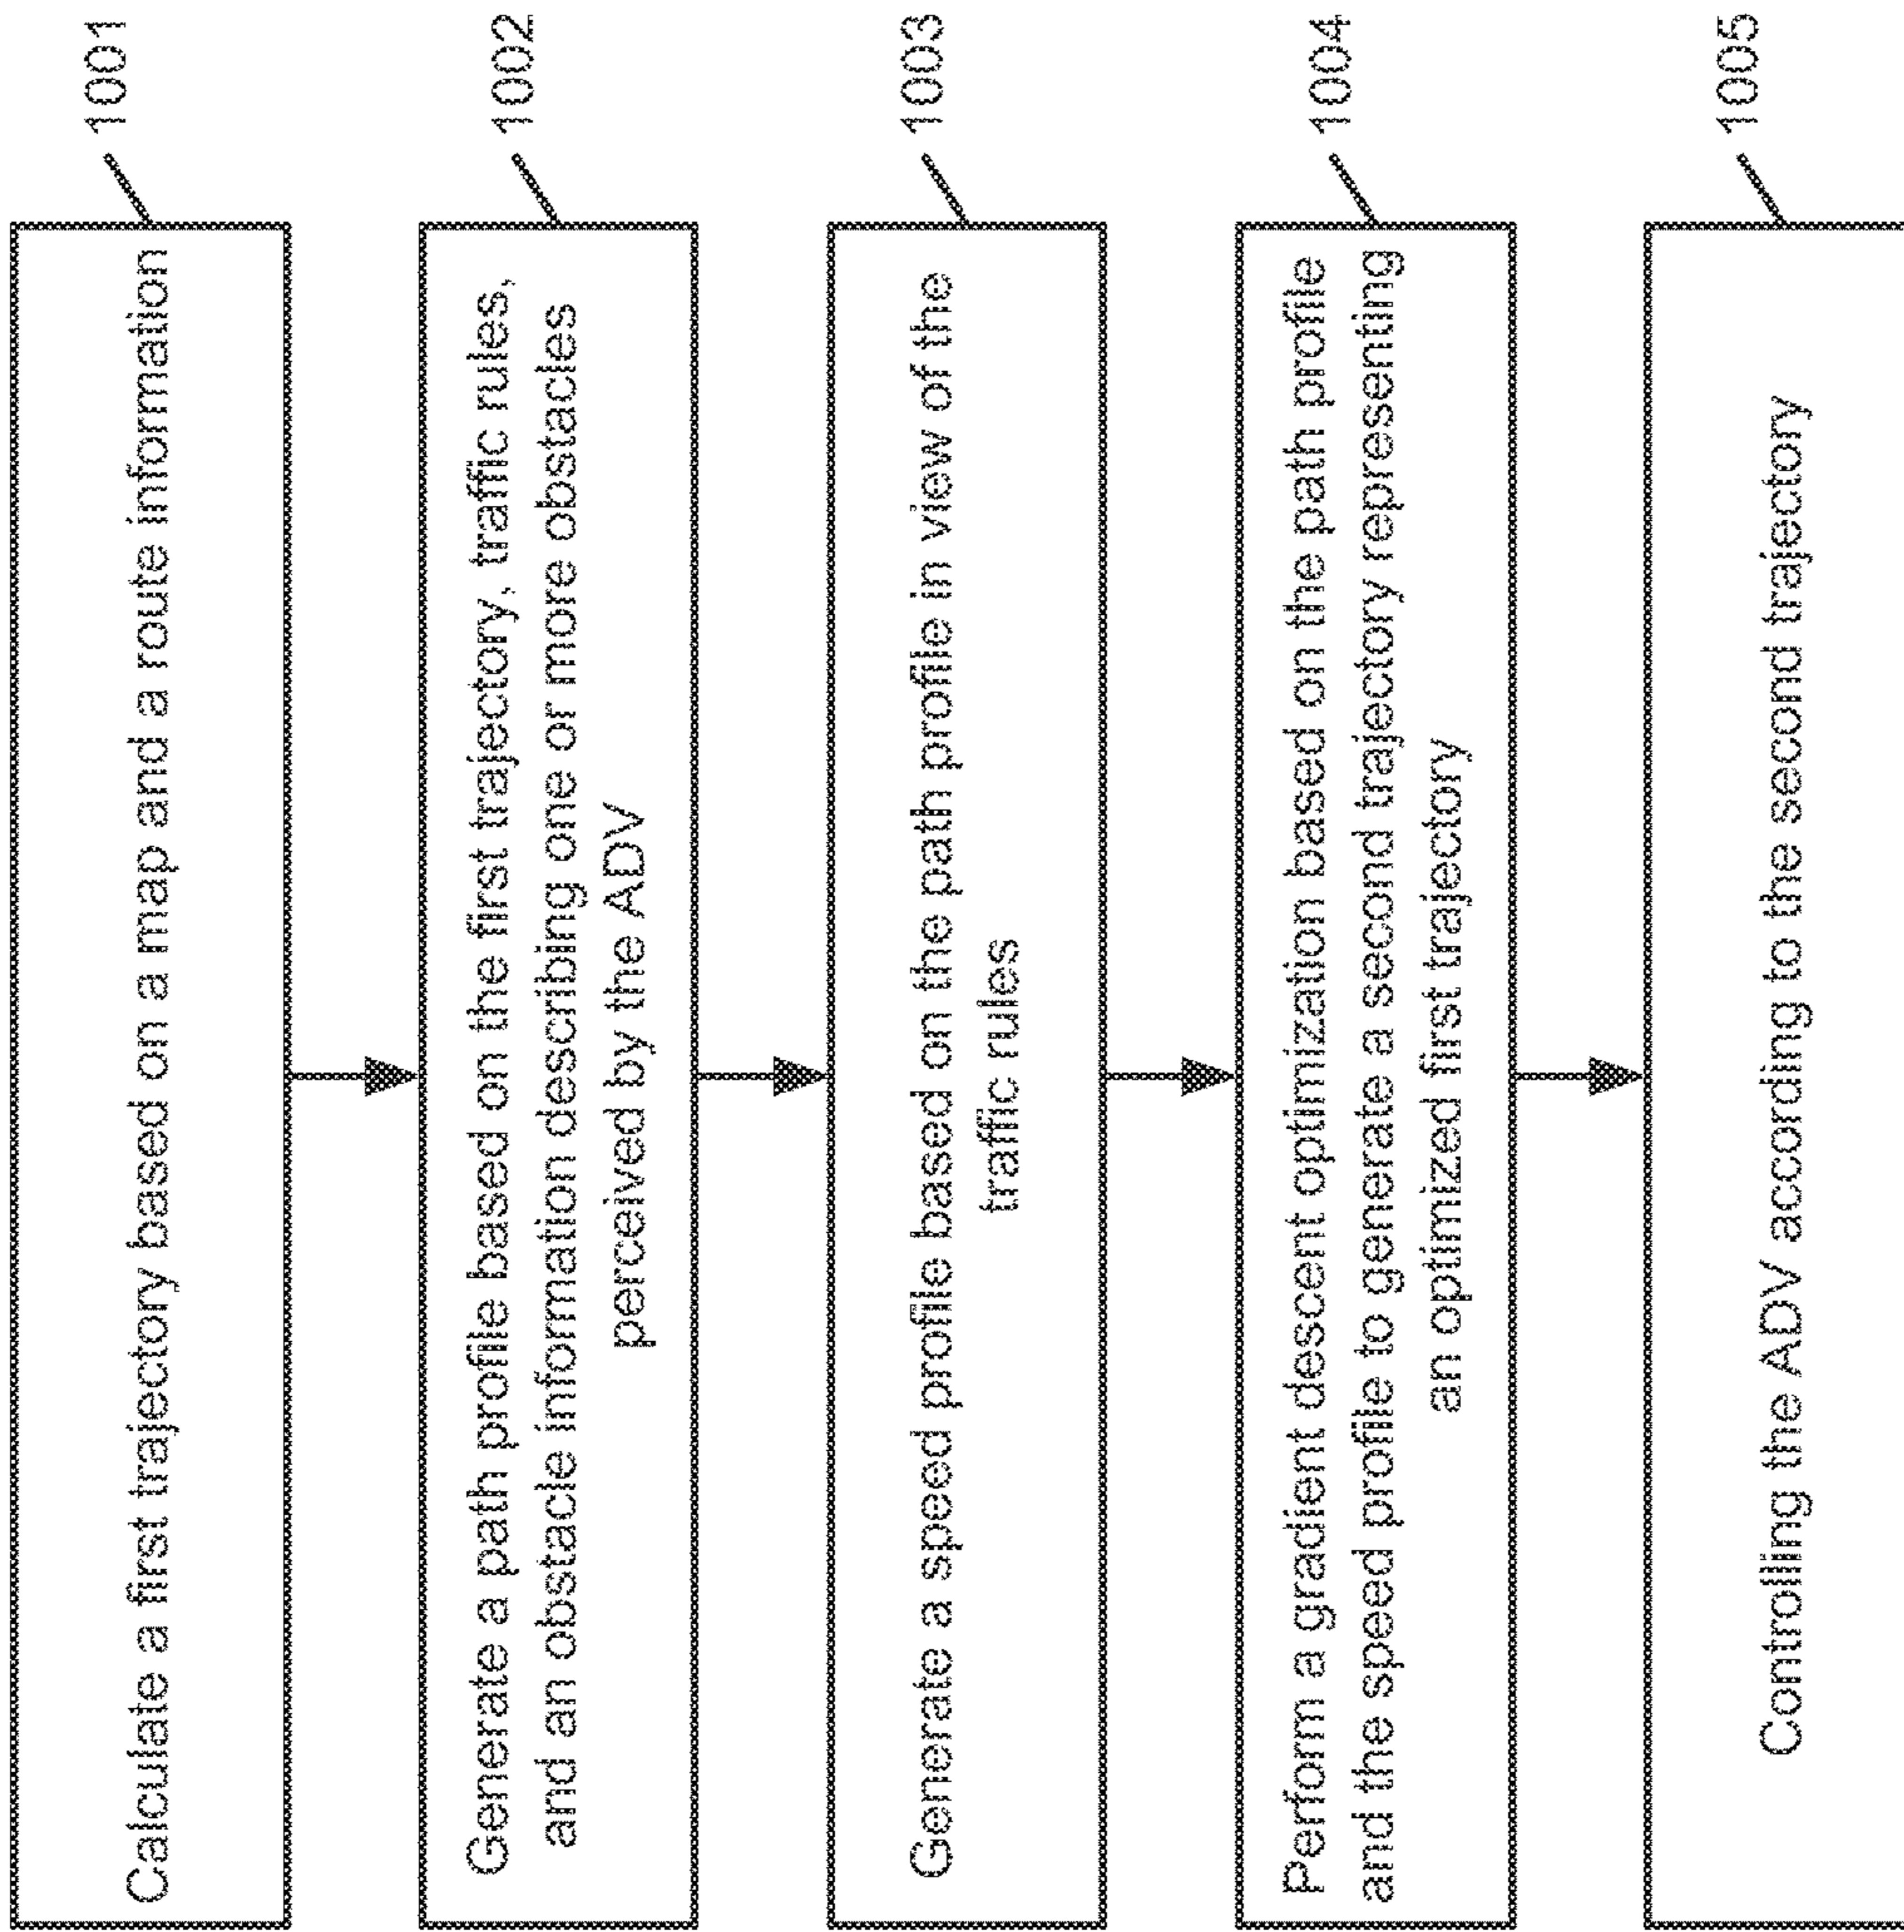 Calculate a first trajectory based on a map and a route information
1001
Generate a path profile based on the first trajectory, traffic rules,
and an obstacle information describing one or more obstacles
perceived by the ADV
1002
Generate a speed profile based on the path profile in view of the
traffic rules
1003
Perform a gradient descent optimization based on the path profile
and the speed profile to generate a second trajectory representing
an optimized first trajectory
1004
Controlling the ADV according to the second trajectory
1005